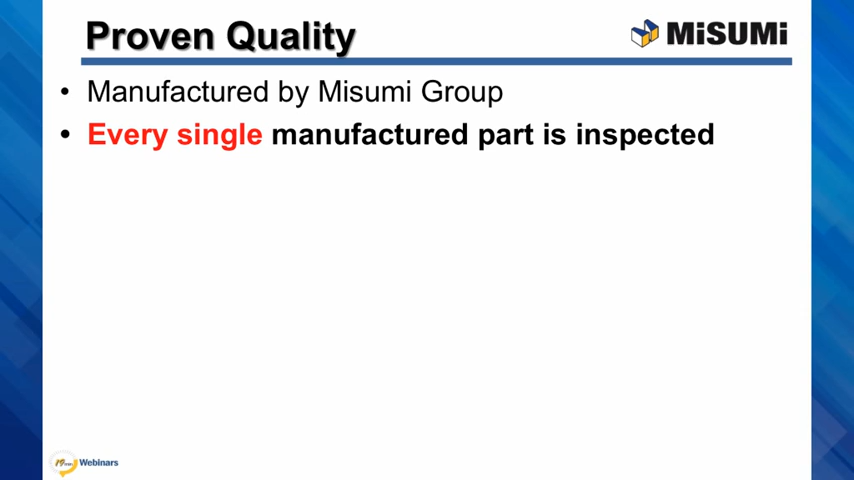 Proven Quality
MiSUMi
• Manufactured by Misumi Group
• Every single manufactured part is inspected
Webinars